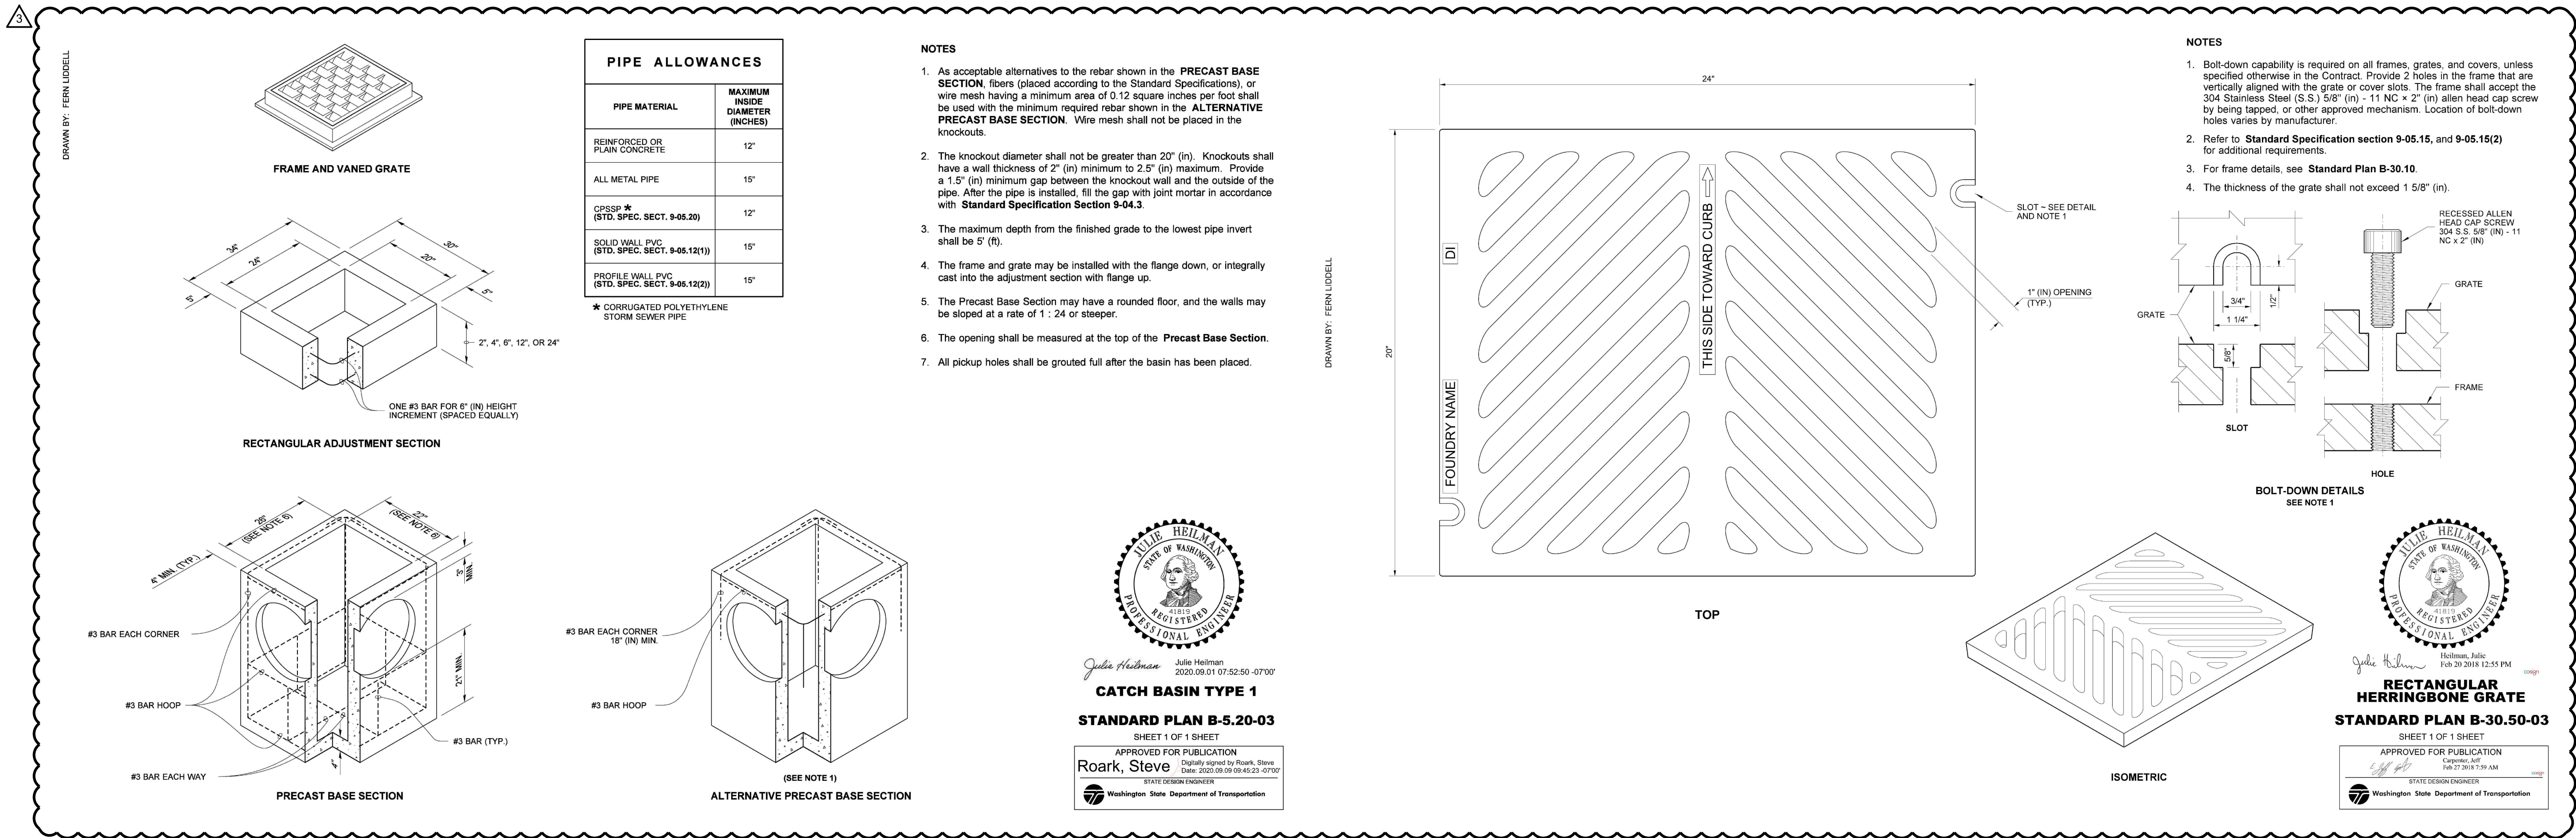 3
DRAWN BY: FERN LIDDELL
FRAME AND VANED GRATE
34"
24"
5"
30"
20"
5"
2", 4", 6", 12", OR 24"
ONE #3 BAR FOR 6" (IN) HEIGHT
INCREMENT (SPACED EQUALLY)
RECTANGULAR ADJUSTMENT SECTION
26"
(SEE NOTE 6)
22"
(SEE NOTE 6)
4" MIN. (TYP.)
5"
MIN.
21" MIN.
4"
#3 BAR EACH CORNER
#3 BAR HOOP
#3 BAR EACH WAY
#3 BAR (TYP.)
PRECAST BASE SECTION
PIPE ALLOWANCES
PIPE MATERIAL
MAXIMUM
INSIDE
DIAMETER
(INCHES)
REINFORCED OR
PLAIN CONCRETE
12"
ALL METAL PIPE
15"
CPSSP *
(STD. SPEC. SECT. 9-05.20)
12"
SOLID WALL PVC
(STD. SPEC. SECT. 9-05.12(1))
15"
PROFILE WALL PVC
(STD. SPEC. SECT. 9-05.12(2))
15"
* CORRUGATED POLYETHYLENE
STORM SEWER PIPE
#3 BAR EACH CORNER
18" (IN) MIN.
#3 BAR HOOP
(SEE NOTE 1)
ALTERNATIVE PRECAST BASE SECTION
NOTES
1. As acceptable alternatives to the rebar shown in the PRECAST BASE
SECTION, fibers (placed according to the Standard Specifications), or
wire mesh having a minimum area of 0.12 square inches per foot shall
be used with the minimum required rebar shown in the ALTERNATIVE
PRECAST BASE SECTION. Wire mesh shall not be placed in the
knockouts.
2. The knockout diameter shall not be greater than 20" (in). Knockouts shall
have a wall thickness of 2" (in) minimum to 2.5" (in) maximum. Provide
a 1.5" (in) minimum gap between the knockout wall and the outside of the
pipe. After the pipe is installed, fill the gap with joint mortar in accordance
with Standard Specification Section 9-04.3.
3. The maximum depth from the finished grade to the lowest pipe invert
shall be 5' (ft).
4. The frame and grate may be installed with the flange down, or integrally
cast into the adjustment section with flange up.
5. The Precast Base Section may have a rounded floor, and the walls may
be sloped at a rate of 1 : 24 or steeper.
6. The opening shall be measured at the top of the Precast Base Section.
7. All pickup holes shall be grouted full after the basin has been placed.
JULIE HEILMAN
STATE OF WASHINGTON
41819
REGISTERED
PROFESSIONAL ENGINEER
Julie Heilman
Julie Heilman
2020.09.01 07:52:50 -07'00'
CATCH BASIN TYPE 1
STANDARD PLAN B-5.20-03
SHEET 1 OF 1 SHEET
APPROVED FOR PUBLICATION
Roark, Steve
Digitally signed by Roark, Steve
Date: 2020.09.09 09:45:23 -07'00'
STATE DESIGN ENGINEER
Washington State Department of Transportation
DRAWN BY: FERN LIDDELL
24"
20"
FOUNDRY NAME
DI
THIS SIDE TOWARD CURB
SLOT ~ SEE DETAIL
AND NOTE 1
1" (IN) OPENING
(TYP.)
TOP
NOTES
1. Bolt-down capability is required on all frames, grates, and covers, unless
specified otherwise in the Contract. Provide 2 holes in the frame that are
vertically aligned with the grate or cover slots. The frame shall accept the
304 Stainless Steel (S.S.) 5/8" (in) - 11 NC × 2" (in) allen head cap screw
by being tapped, or other approved mechanism. Location of bolt-down
holes varies by manufacturer.
2. Refer to Standard Specification section 9-05.15, and 9-05.15(2)
for additional requirements.
3. For frame details, see Standard Plan B-30.10.
4. The thickness of the grate shall not exceed 1 5/8" (in).
RECESSED ALLEN
HEAD CAP SCREW
304 S.S. 5/8" (IN) - 11
NC x 2" (IN)
GRATE
3/4"
1 1/4"
1/2"
GRATE
5/8"
FRAME
SLOT
HOLE
BOLT-DOWN DETAILS
SEE NOTE 1
ISOMETRIC
JULIE HEILMAN
STATE OF WASHINGTON
41819
REGISTERED
PROFESSIONAL ENGINEER
Heilman, Julie
Feb 20 2018 12:55 PM
cosign
RECTANGULAR
HERRINGBONE GRATE
STANDARD PLAN B-30.50-03
SHEET 1 OF 1 SHEET
APPROVED FOR PUBLICATION
Carpenter, Jeff
Feb 27 2018 7:59 AM
cosign
STATE DESIGN ENGINEER
Washington State Department of Transportation